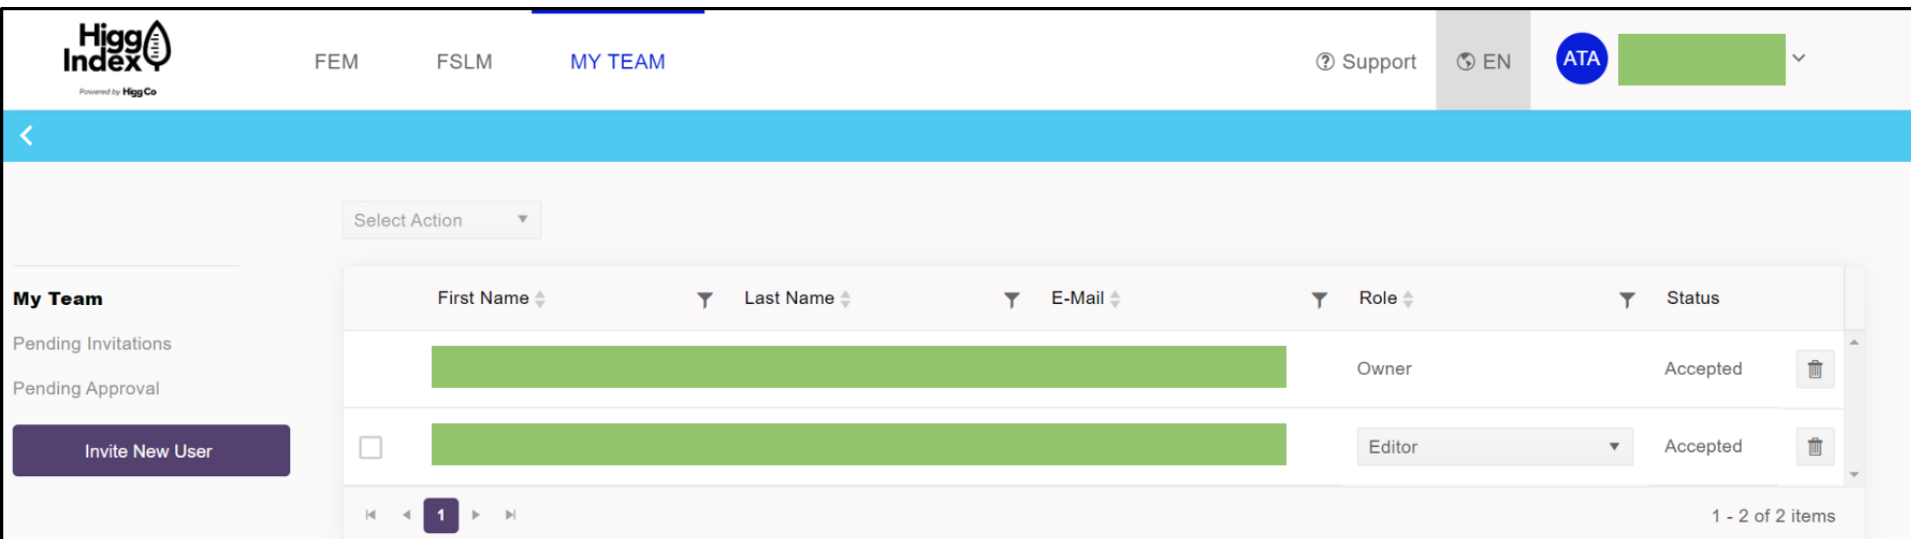 Higg
Index
Powered by Higg Co
FEM
FSLM
MY TEAM
Support
EN
ATA
Select Action
My Team
Pending Invitations
Pending Approval
Invite New User
First Name
Last Name
E-Mail
Role
Status
Owner
Accepted
Editor
Accepted
1
1 - 2 of 2 items